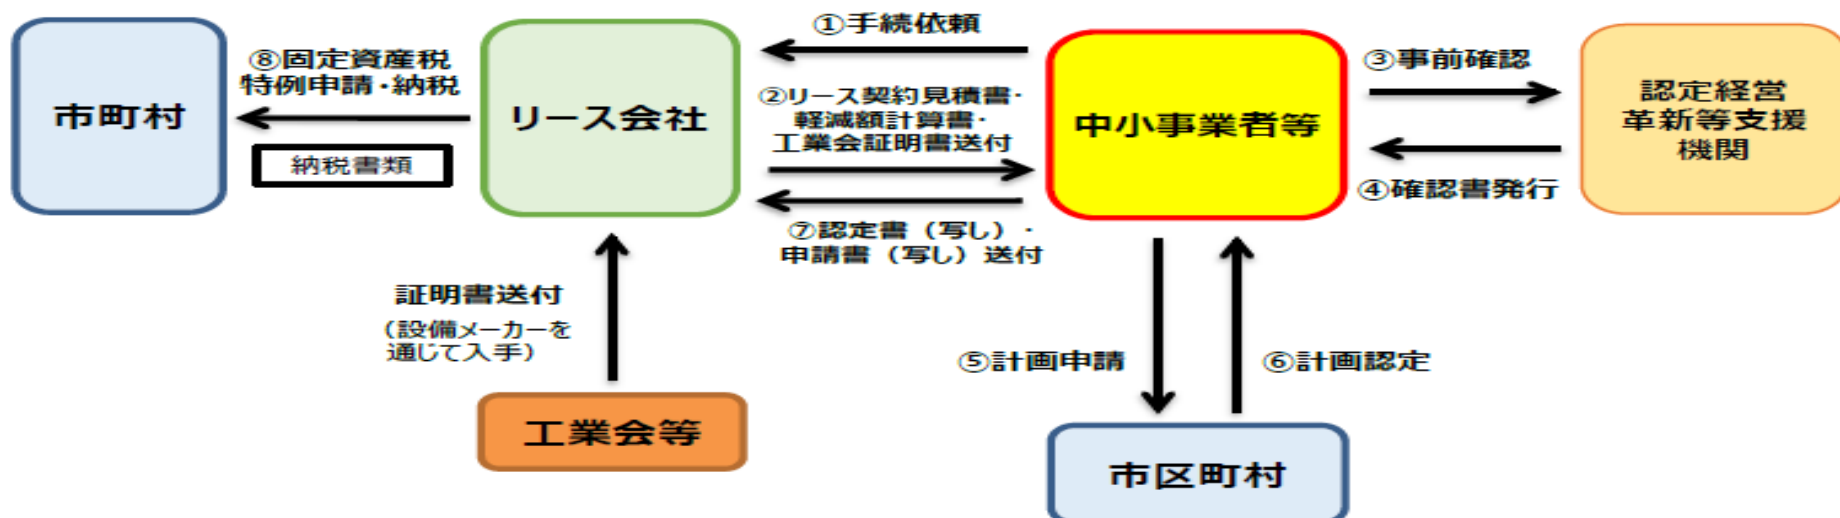 市町村
⑧固定資産税
特例申請・納税
納税書類
リース会社
①手続依頼
②リース契約見積書・
軽減額計算書・
工業会証明書送付
⑦認定書（写し）・
申請書（写し）送付
中小事業者等
③事前確認
④確認書発行
認定経営
革新等支援
機関
証明書送付
（設備メーカーを
通じて入手）
工業会等
⑤計画申請
⑥計画認定
市区町村